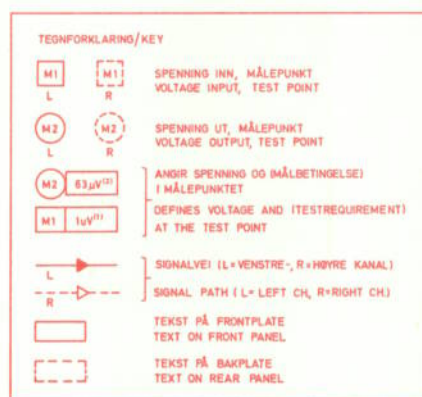 TEGNFORKLARING/KEY
M1 M1 SPENNING INN, MÅLEPUNKT
L R VOLTAGE INPUT, TEST POINT
M2 M2 SPENNING UT, MÅLEPUNKT
L R VOLTAGE OUTPUT, TEST POINT
M2 63µV(2) ANGIR SPENNING OG (MÅLBETINGELSE)
I MÅLEPUNKTET
M1 1uV(1) DEFINES VOLTAGE AND (TESTREQUIREMENT)
AT THE TEST POINT
L SIGNALVEI (L=VENSTRE-, R=HØYRE KANAL)
R SIGNAL PATH (L= LEFT CH, R=RIGHT CH.)
TEKST PÅ FRONTPLATE
TEXT ON FRONT PANEL
TEKST PÅ BAKPLATE
TEXT ON REAR PANEL